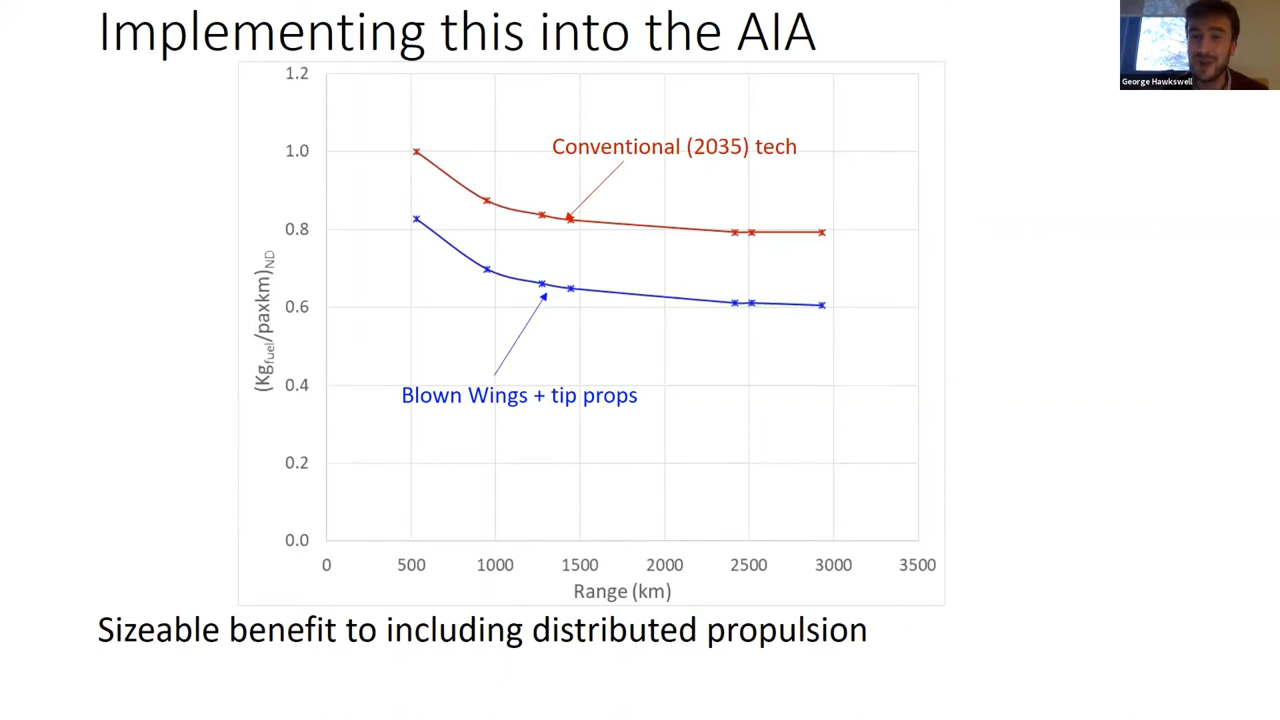 Implementing this into the AIA
George Hawkswell
1.2
1.0
0.8
0.6
0.4
0.2
0.0
(Kgfuel/paxkm)ND
Conventional (2035) tech
Blown Wings + tip props
0 500 1000 1500 2000 2500 3000 3500
Range (km)
Sizeable benefit to including distributed propulsion